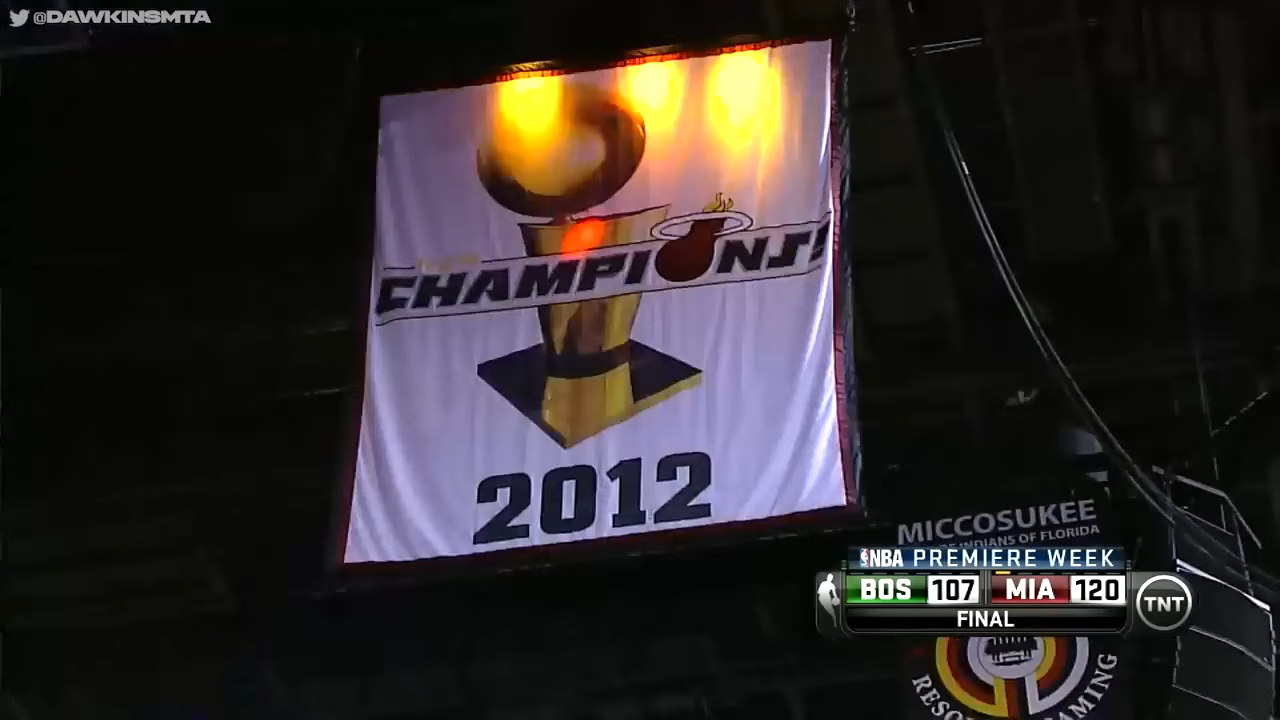 @DAWKINSMTA
CHAMPIONS!
2012
MICCOSUKEE
INDIANS OF FLORIDA
NBA PREMIERE WEEK
BOS 107 MIA 120
FINAL
TNT